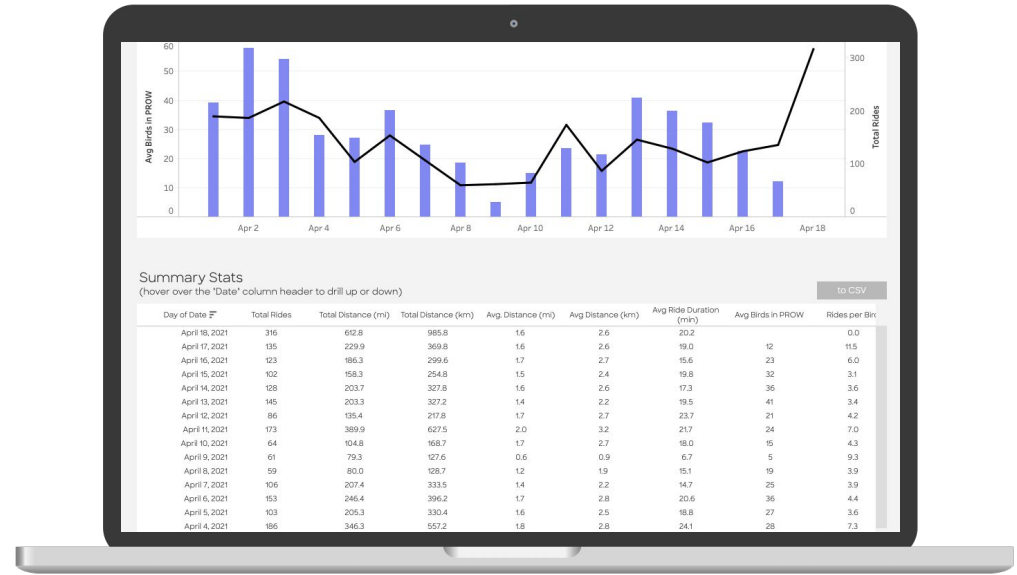 60
50
40
30
20
10
0
Avg Birds in PROW
300
200
100
0
Total Rides
Apr 2 Apr 4 Apr 6 Apr 8 Apr 10 Apr 12 Apr 14 Apr 16 Apr 18
Summary Stats
(hover over the "Date" column header to drill up or down)
to CSV
Day of Date Total Rides Total Distance (mi) Total Distance (km) Avg. Distance (mi) Avg Distance (km) Avg Ride Duration (min) Avg Birds in PROW Rides per Bird
April 18, 2021 316 612.8 985.8 1.6 2.6 20.2 0.0
April 17, 2021 135 229.9 369.8 1.6 2.6 19.0 12 11.5
April 16, 2021 123 186.3 299.6 1.7 2.7 15.6 23 6.0
April 15, 2021 102 158.3 254.8 1.5 2.4 19.8 32 3.1
April 14, 2021 128 203.7 327.8 1.6 2.6 17.3 36 3.6
April 13, 2021 145 203.3 327.2 1.4 2.2 19.5 41 3.4
April 12, 2021 86 135.4 217.8 1.7 2.7 23.7 21 4.2
April 11, 2021 173 389.9 627.5 2.0 3.2 21.7 24 7.0
April 10, 2021 64 104.8 168.7 1.7 2.7 18.0 15 4.3
April 9, 2021 61 79.3 127.6 0.6 0.9 6.7 5 9.3
April 8, 2021 59 80.0 128.7 1.2 1.9 15.1 19 3.9
April 7, 2021 106 207.4 333.5 1.4 2.2 14.7 25 3.9
April 6, 2021 153 246.4 396.2 1.7 2.8 20.6 36 4.4
April 5, 2021 103 205.3 330.4 1.6 2.5 18.8 27 3.6
April 4, 2021 186 346.3 557.2 1.8 2.8 24.1 28 7.3